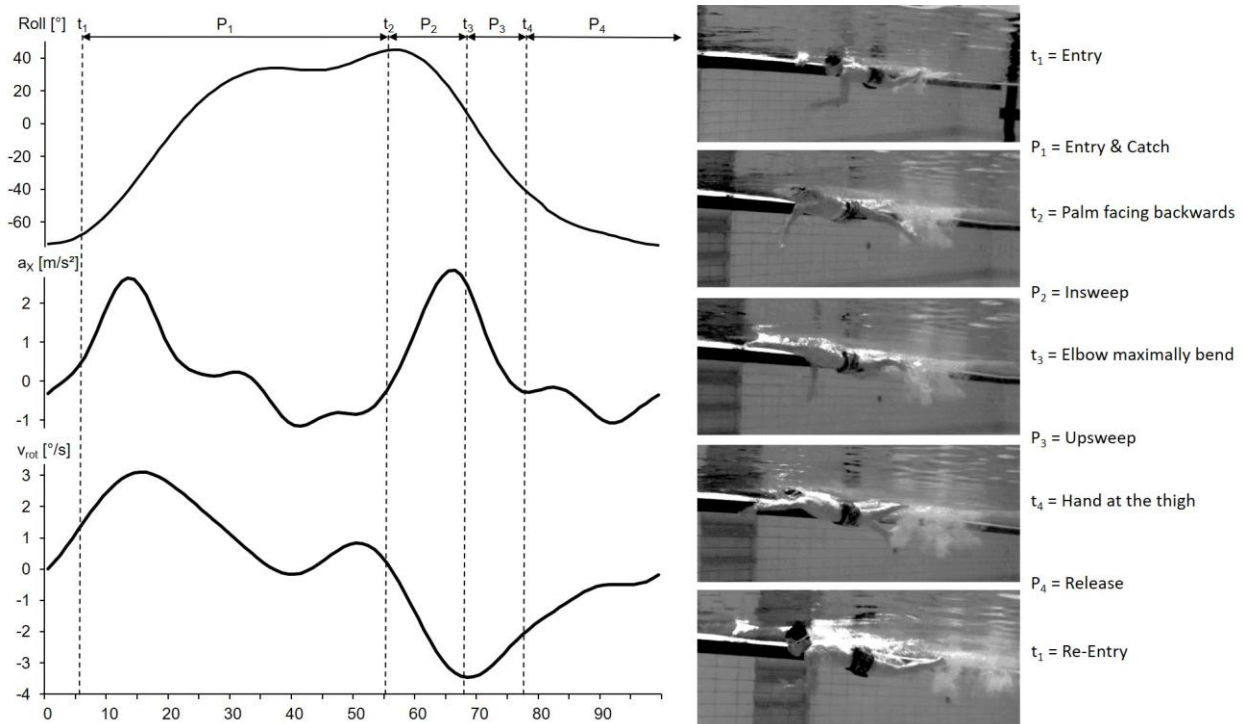 Roll [°] t₁ P₁ t₂ P₂ t₃ P₃ t₄ P₄
40
20
0
-20
-40
-60
aₓ [m/s²]
2
1
0
-1
vrot [°/s]
3
2
1
0
-1
-2
-3
-4
0 10 20 30 40 50 60 70 80 90
t₁ = Entry
P₁ = Entry & Catch
t₂ = Palm facing backwards
P₂ = Insweep
t₃ = Elbow maximally bend
P₃ = Upsweep
t₄ = Hand at the thigh
P₄ = Release
t₁ = Re-Entry